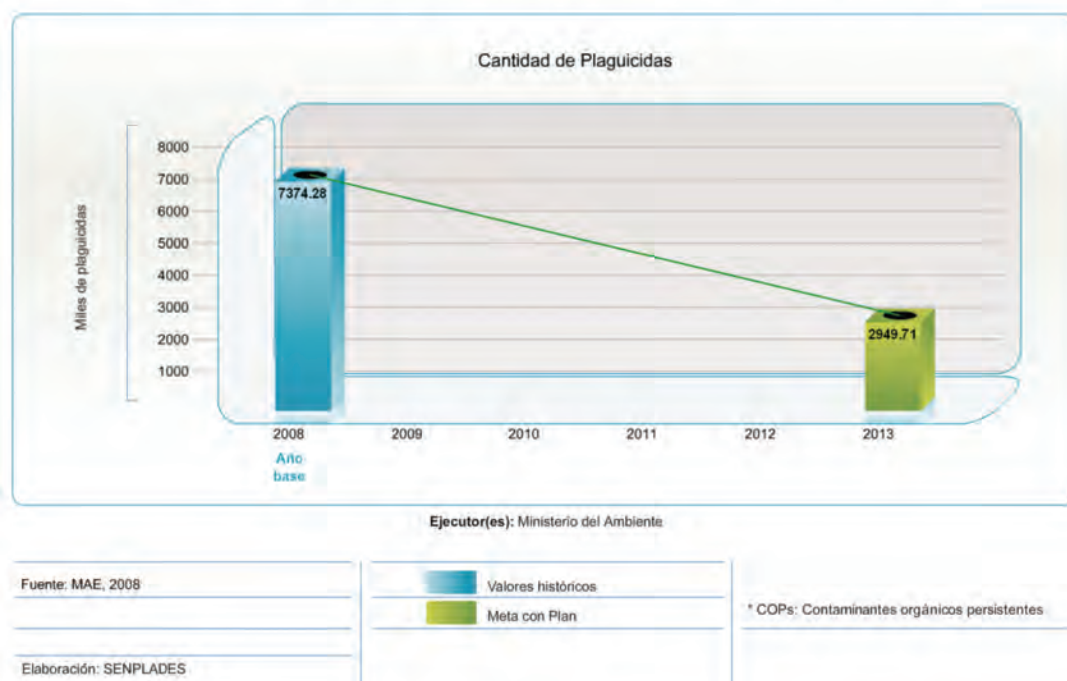 Cantidad de Plaguicidas
Miles de plaguicidas
8000
7000
6000
5000
4000
3000
2000
1000
7374.28
2949.71
2008
2009
2010
2011
2012
2013
Año
base
Ejecutor(es): Ministerio del Ambiente
Fuente: MAE, 2008
Elaboración: SENPLADES
Valores históricos
Meta con Plan
* COPs: Contaminantes orgánicos persistentes